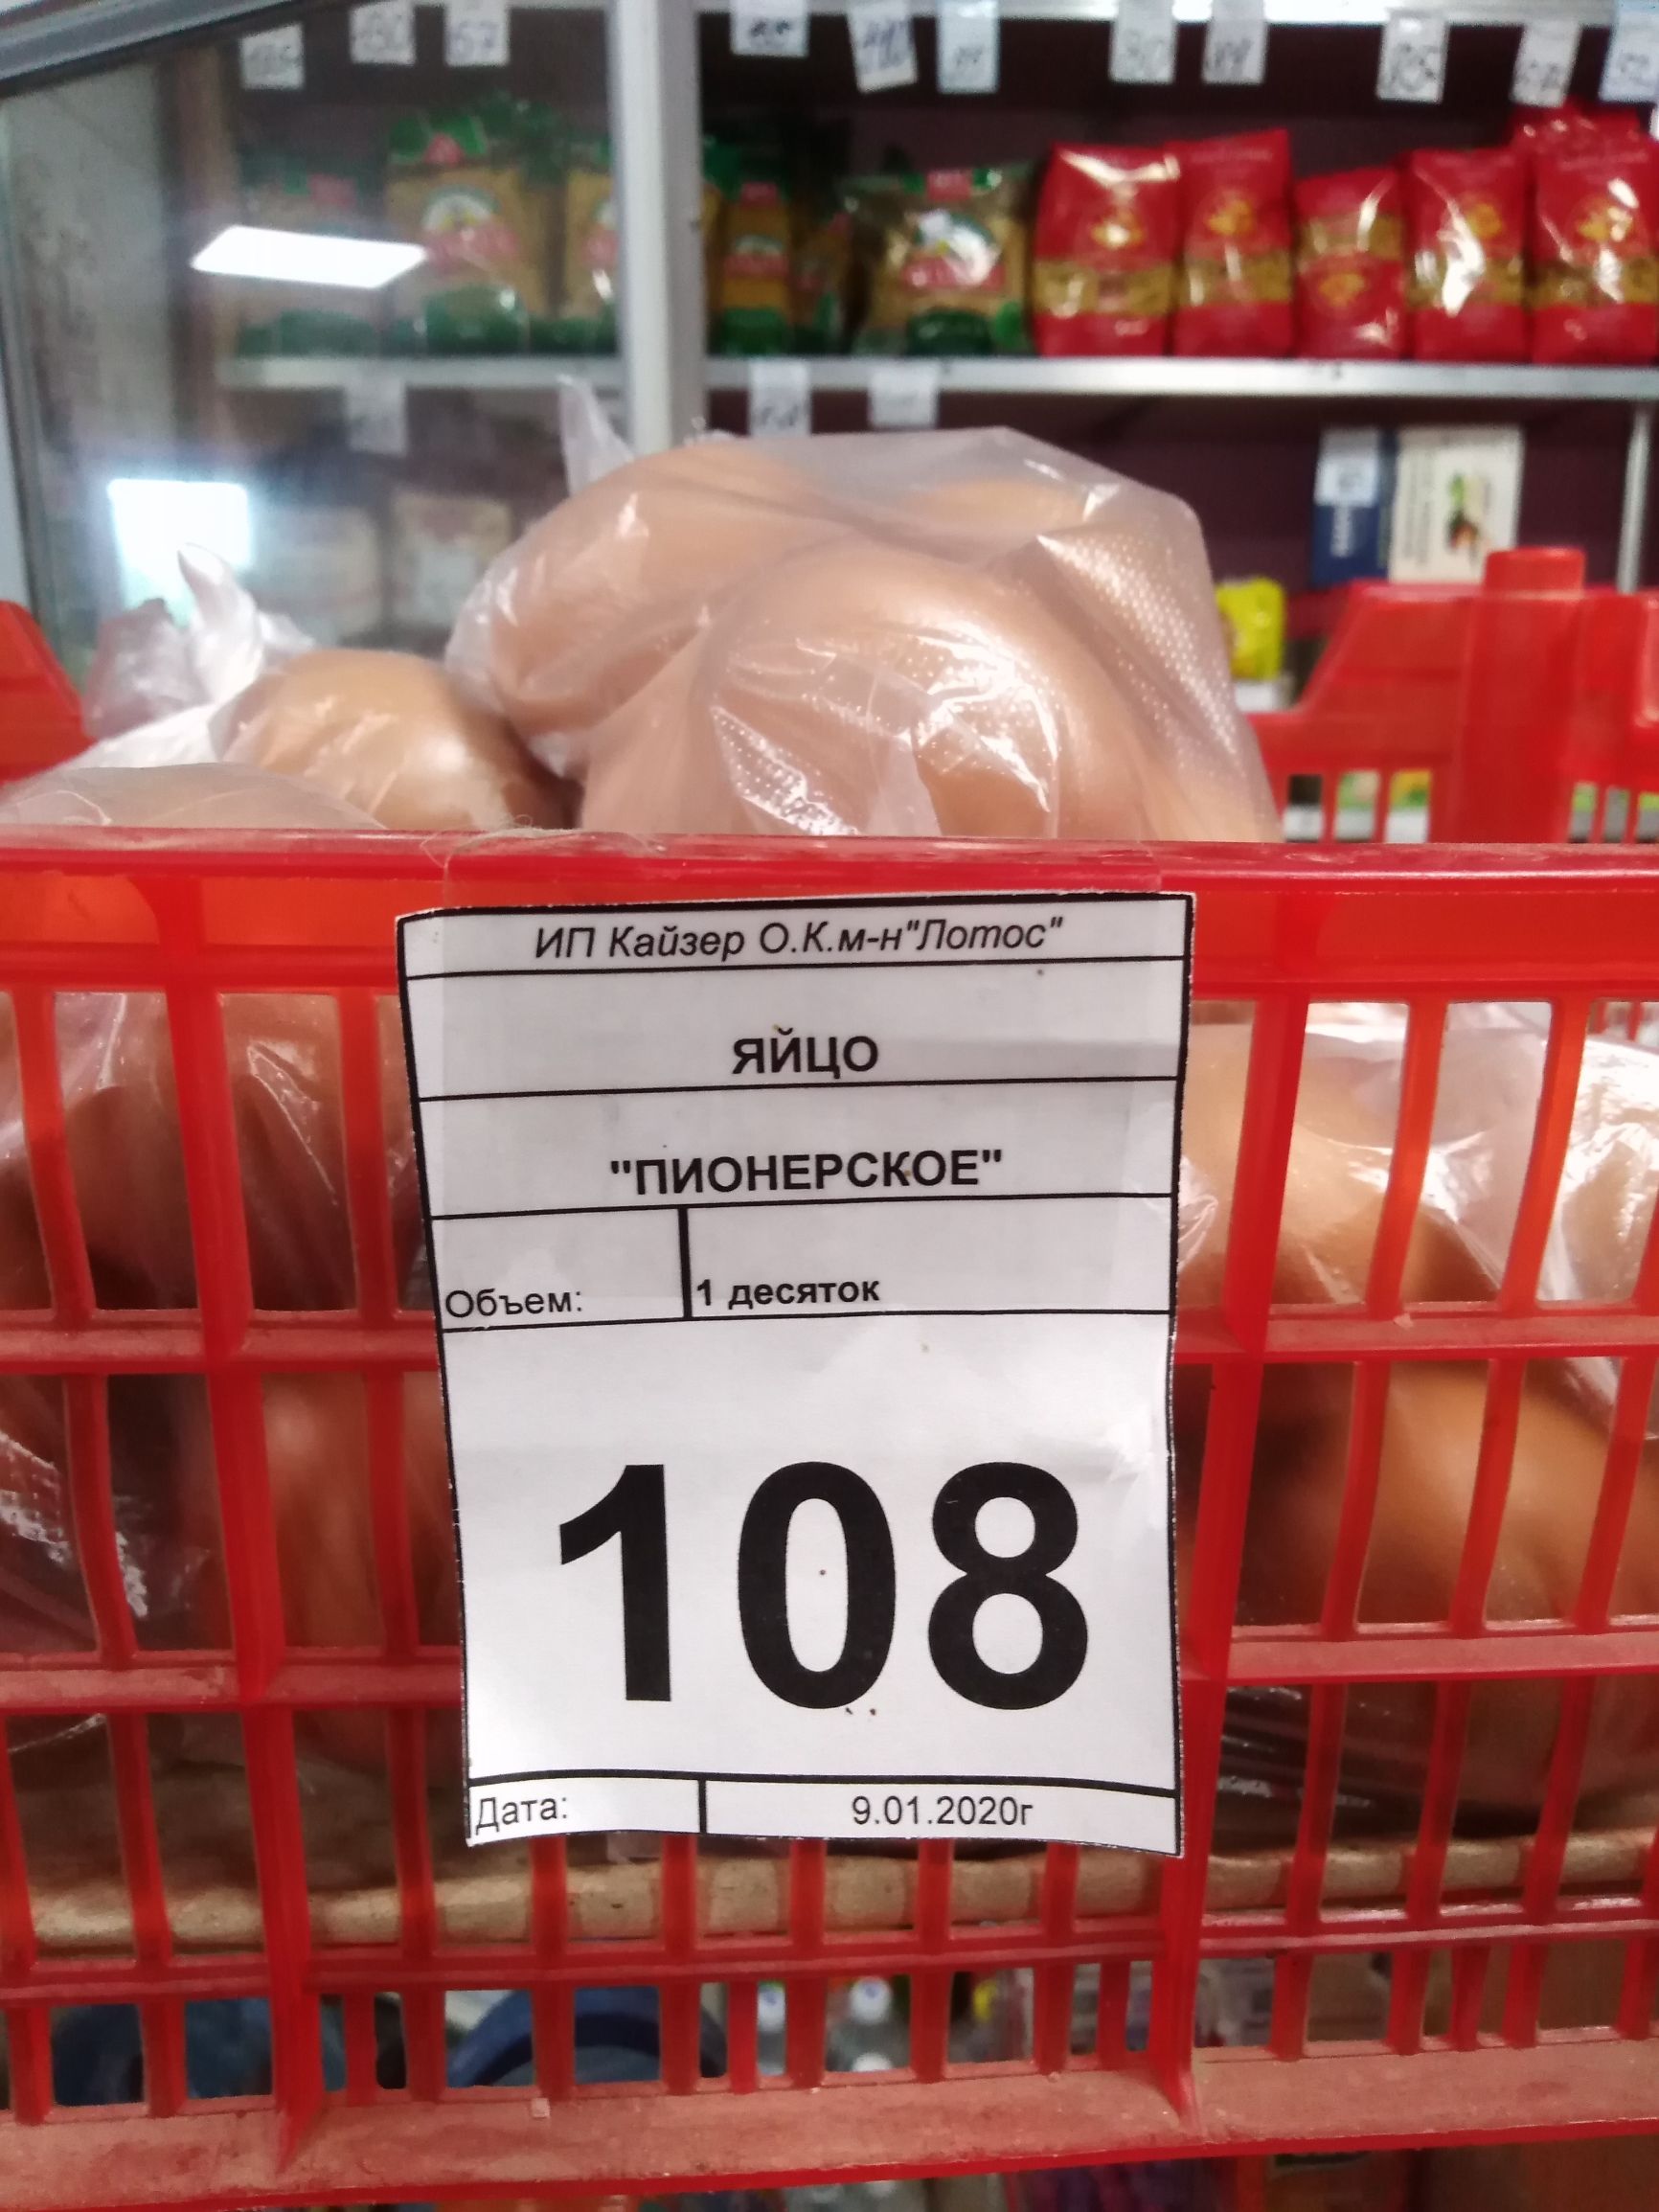 ИП Кайзер О.К.м-н"Лотос"
ЯЙЦО
"ПИОНЕРСКОЕ"
Объем: 1 десяток
108
Дата: 9.01.2020г